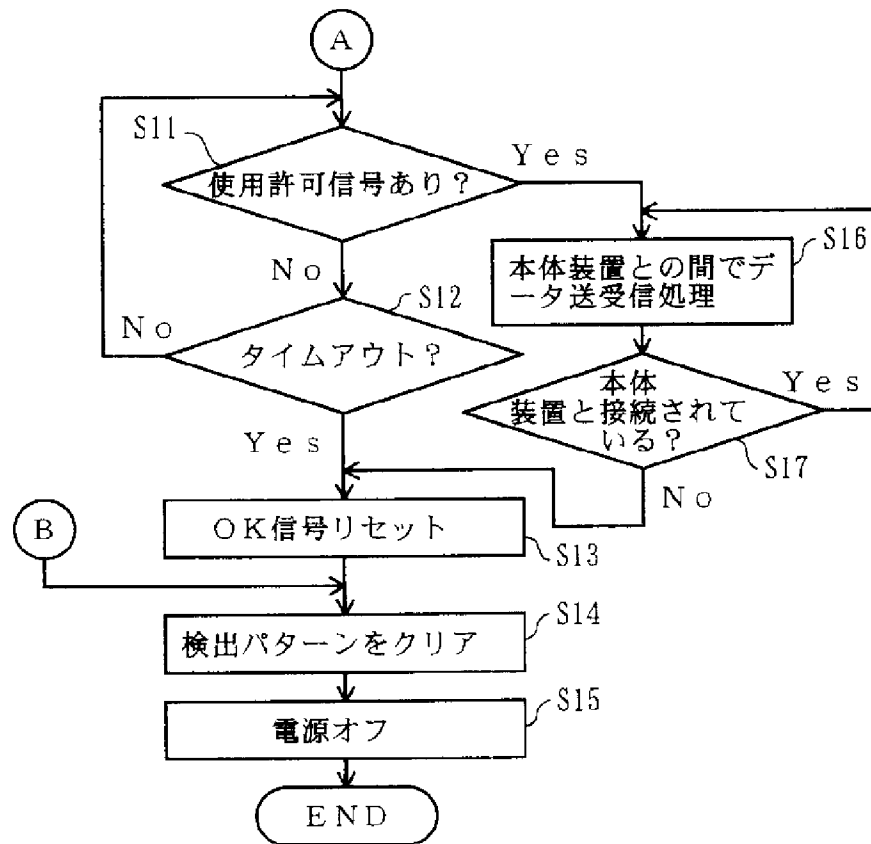 A
S11
使用許可信号あり?
Yes
No
S16
本体装置との間でデ
ータ送受信処理
S12
タイムアウト?
No
Yes
本体
装置と接続されて
いる?
Yes
S17
No
B
OK信号リセット
S13
検出パターンをクリア
S14
電源オフ
S15
END